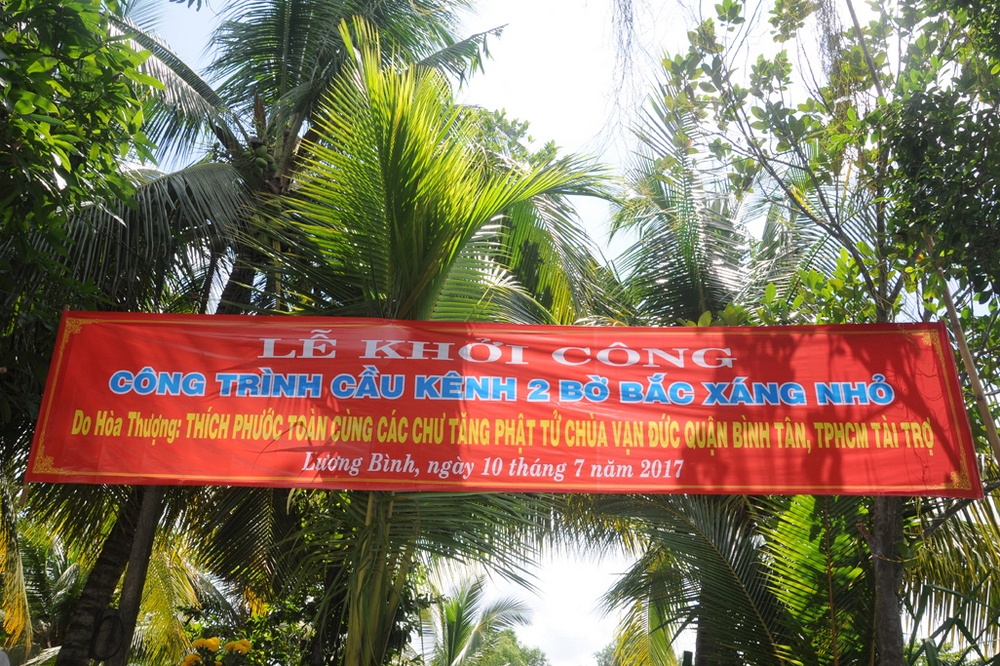 LỄ KHỞI CÔNG
CÔNG TRÌNH CẦU KÊNH 2 BỜ BẮC XÁNG NHỎ
Do Hòa Thượng: THÍCH PHƯỚC TOÀN CÙNG CÁC CHƯ TĂNG PHẬT TỬ CHÙA VẠN ĐỨC QUẬN BÌNH TÂN, TPHCM TÀI TRỢ
Lương Bình, ngày 10 tháng 7 năm 2017